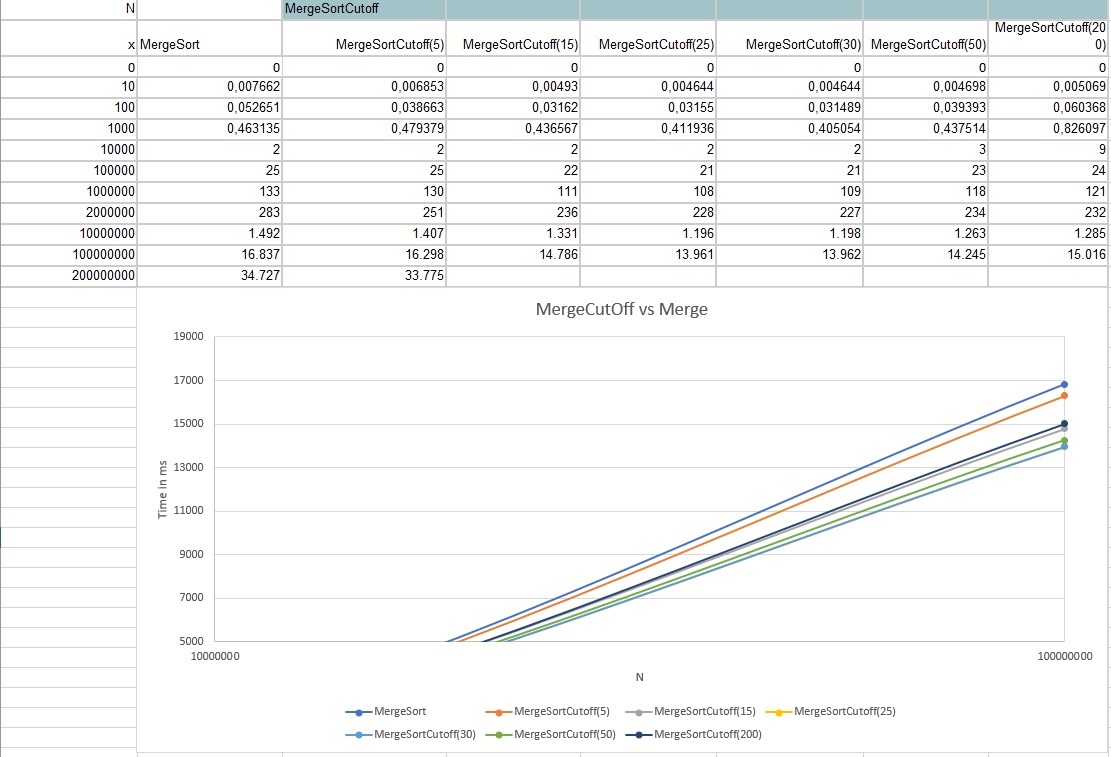 N MergeSortCutoff
x MergeSort MergeSortCutoff(5) MergeSortCutoff(15) MergeSortCutoff(25) MergeSortCutoff(30) MergeSortCutoff(50) MergeSortCutoff(20
0)
0 0 0 0 0 0 0 0
10 0,007662 0,006853 0,00493 0,004644 0,004644 0,004698 0,005069
100 0,052651 0,038663 0,03162 0,03155 0,031489 0,039393 0,060368
1000 0,463135 0,479379 0,436567 0,411936 0,405054 0,437514 0,826097
10000 2 2 2 2 2 3 9
100000 25 25 22 21 21 23 24
1000000 133 130 111 108 109 118 121
2000000 283 251 236 228 227 234 232
10000000 1.492 1.407 1.331 1.196 1.198 1.263 1.285
100000000 16.837 16.298 14.786 13.961 13.962 14.245 15.016
200000000 34.727 33.775
MergeCutOff vs Merge
19000
17000
15000
13000
11000
9000
7000
5000
Time in ms
10000000 100000000
N
MergeSort MergeSortCutoff(5) MergeSortCutoff(15) MergeSortCutoff(25)
MergeSortCutoff(30) MergeSortCutoff(50) MergeSortCutoff(200)